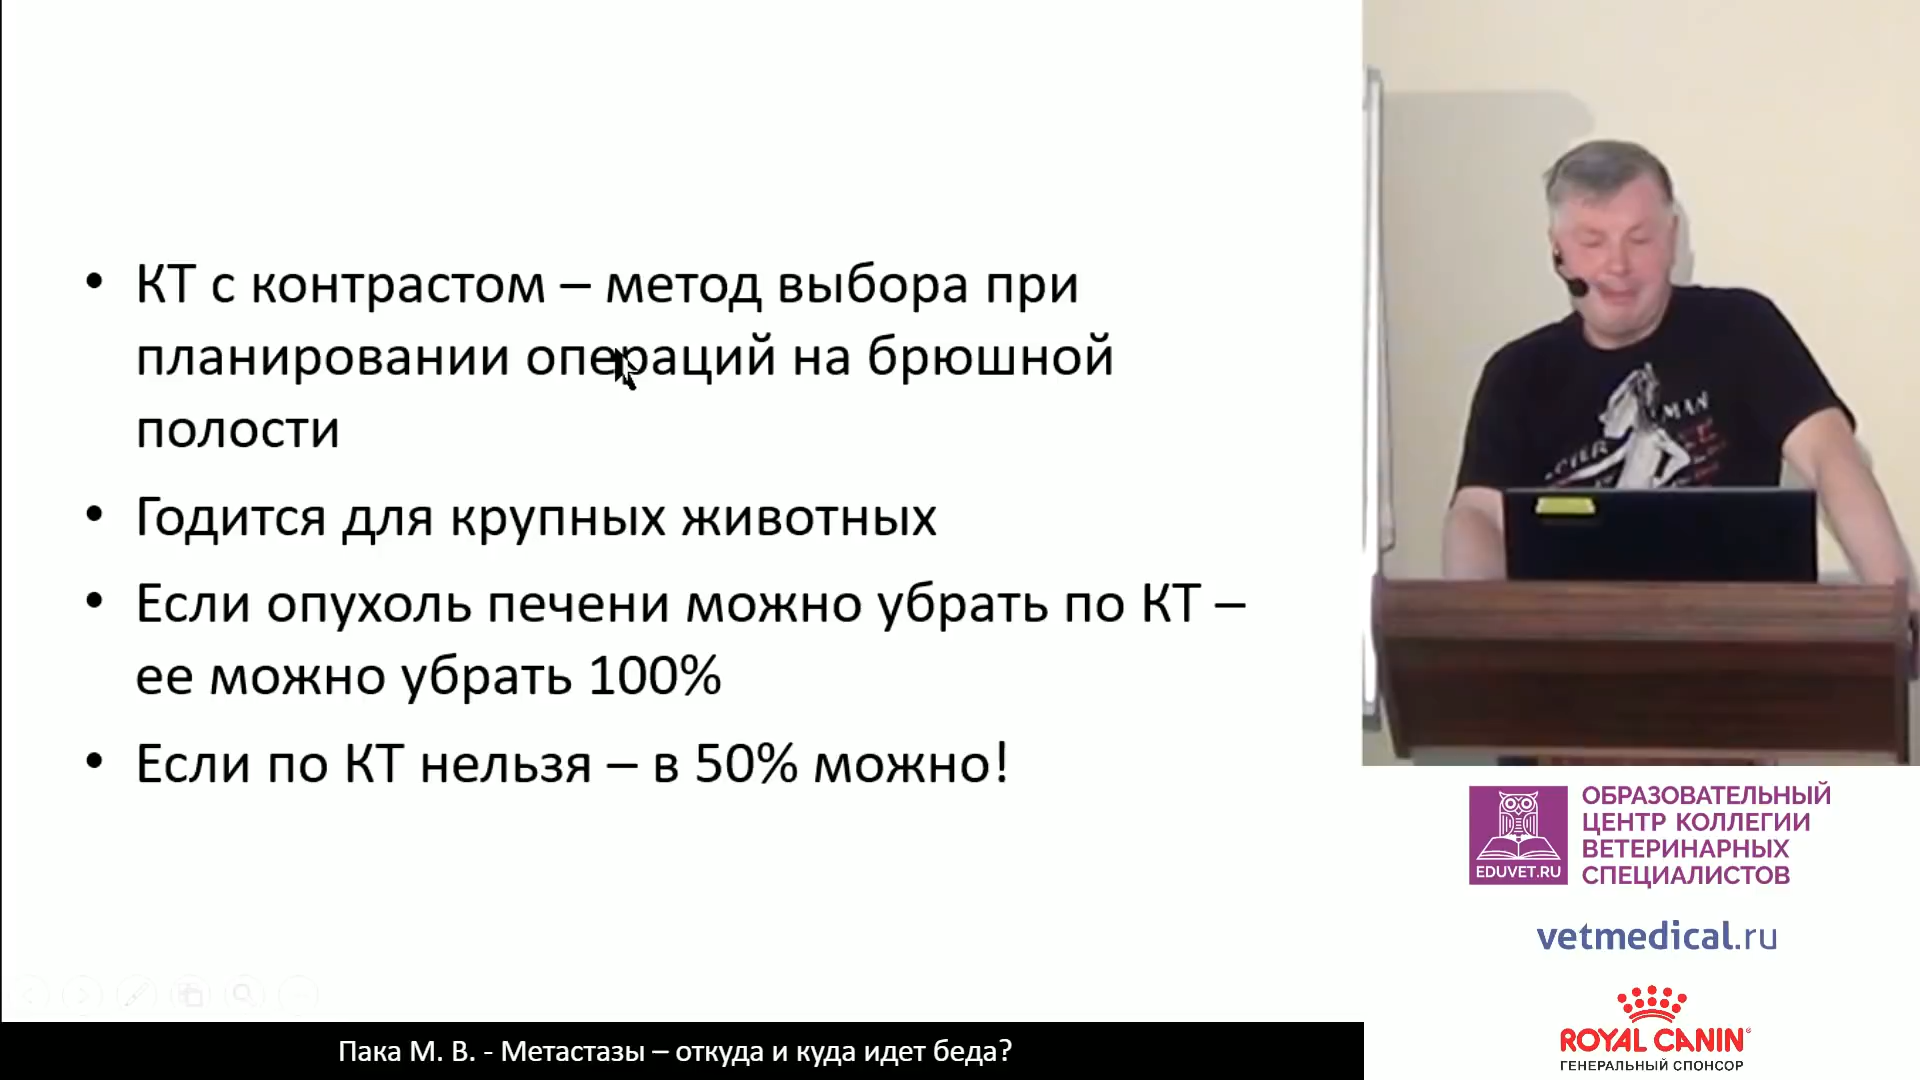 • КТ с контрастом – метод выбора при
планировании операций на брюшной
полости
• Годится для крупных животных
• Если опухоль печени можно убрать по КТ –
ее можно убрать 100%
• Если по КТ нельзя – в 50% можно!
Пака М. В. - Метастазы – откуда и куда идет беда?
MAN
EDUVET.RU
ОБРАЗОВАТЕЛЬНЫЙ
ЦЕНТР КОЛЛЕГИИ
ВЕТЕРИНАРНЫХ
СПЕЦИАЛИСТОВ
vetmedical.ru
ROYAL CANIN®
ГЕНЕРАЛЬНЫЙ СПОНСОР